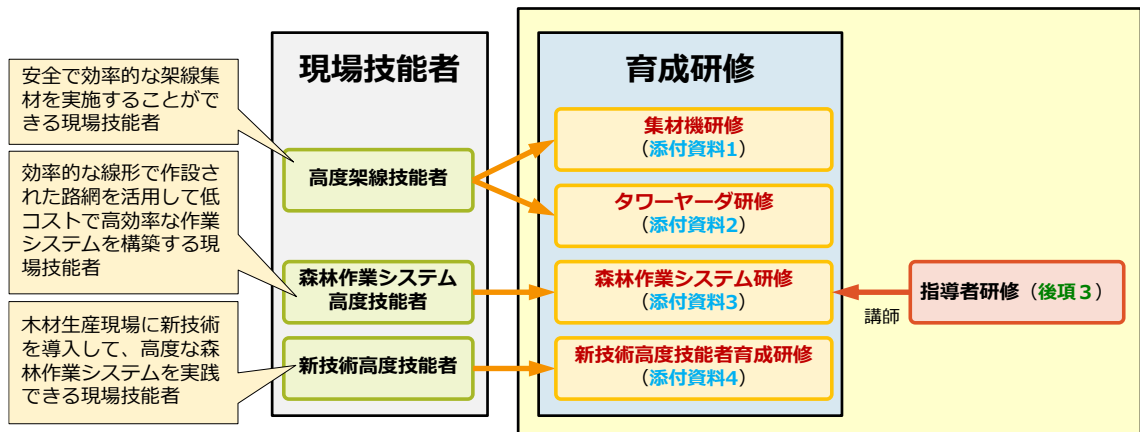 現場技能者
育成研修
安全で効率的な架線集
材を実施することがで
きる現場技能者
効率的な線形で作設さ
れた路網を活用して低
コストで高効率な作業
システムを構築する現
場技能者
木材生産現場に新技術
を導入して、高度な森
林作業システムを実践
できる現場技能者
高度架線技能者
森林作業システム
高度技能者
新技術高度技能者
集材機研修
（添付資料1）
タワーヤーダ研修
（添付資料2）
森林作業システム研修
（添付資料3）
新技術高度技能者育成研修
（添付資料4）
講師
指導者研修（後項３）